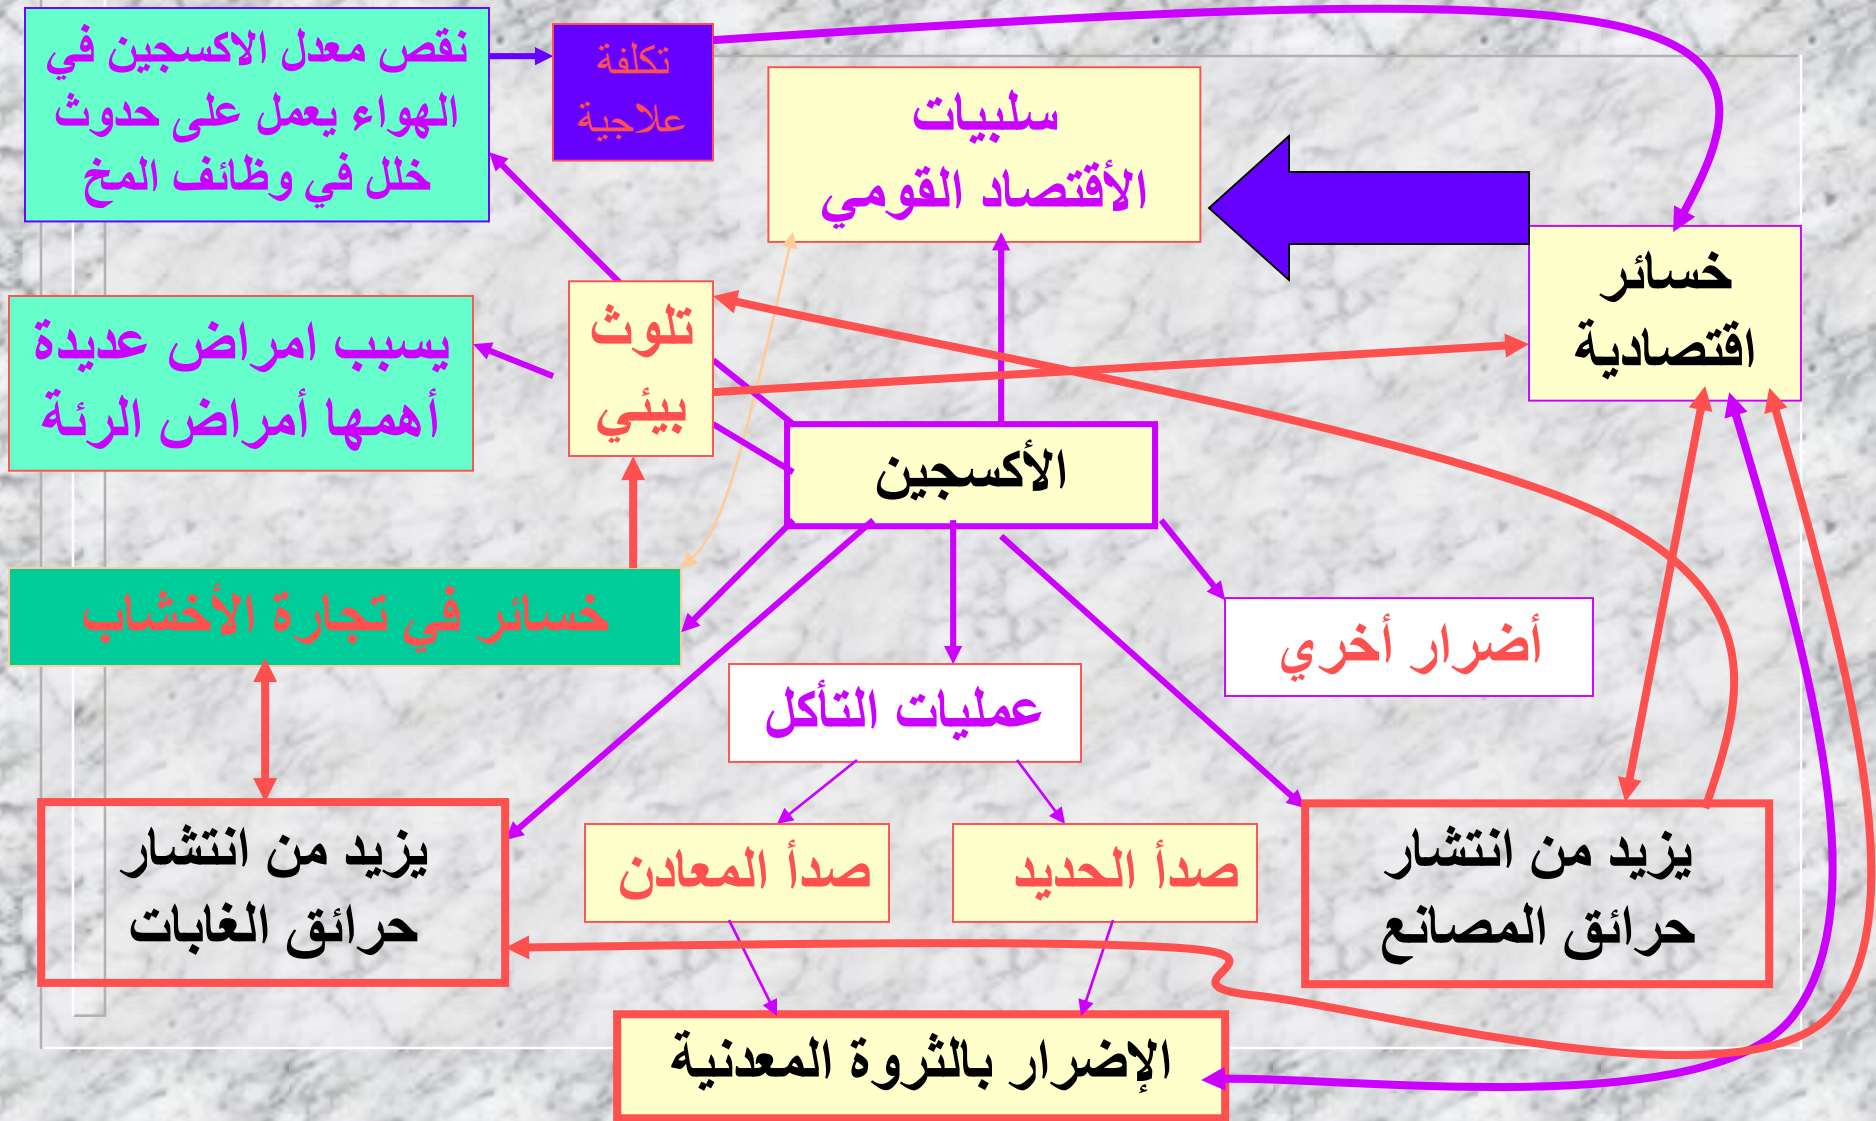 نقص معدل الاكسجين في
الهواء يعمل على حدوث
خلل في وظائف المخ
تكلفة
علاجية
سلبيات
الأقتصاد القومي
خسائر
اقتصادية
تلوث
بيئي
يسبب امراض عديدة
أهمها أمراض الرئة
الأكسجين
خسائر في تجارة الأخشاب
أضرار أخري
عمليات التأكل
يزيد من انتشار
حرائق المصانع
صدأ الحديد
صدأ المعادن
يزيد من انتشار
حرائق الغابات
الإضرار بالثروة المعدنية